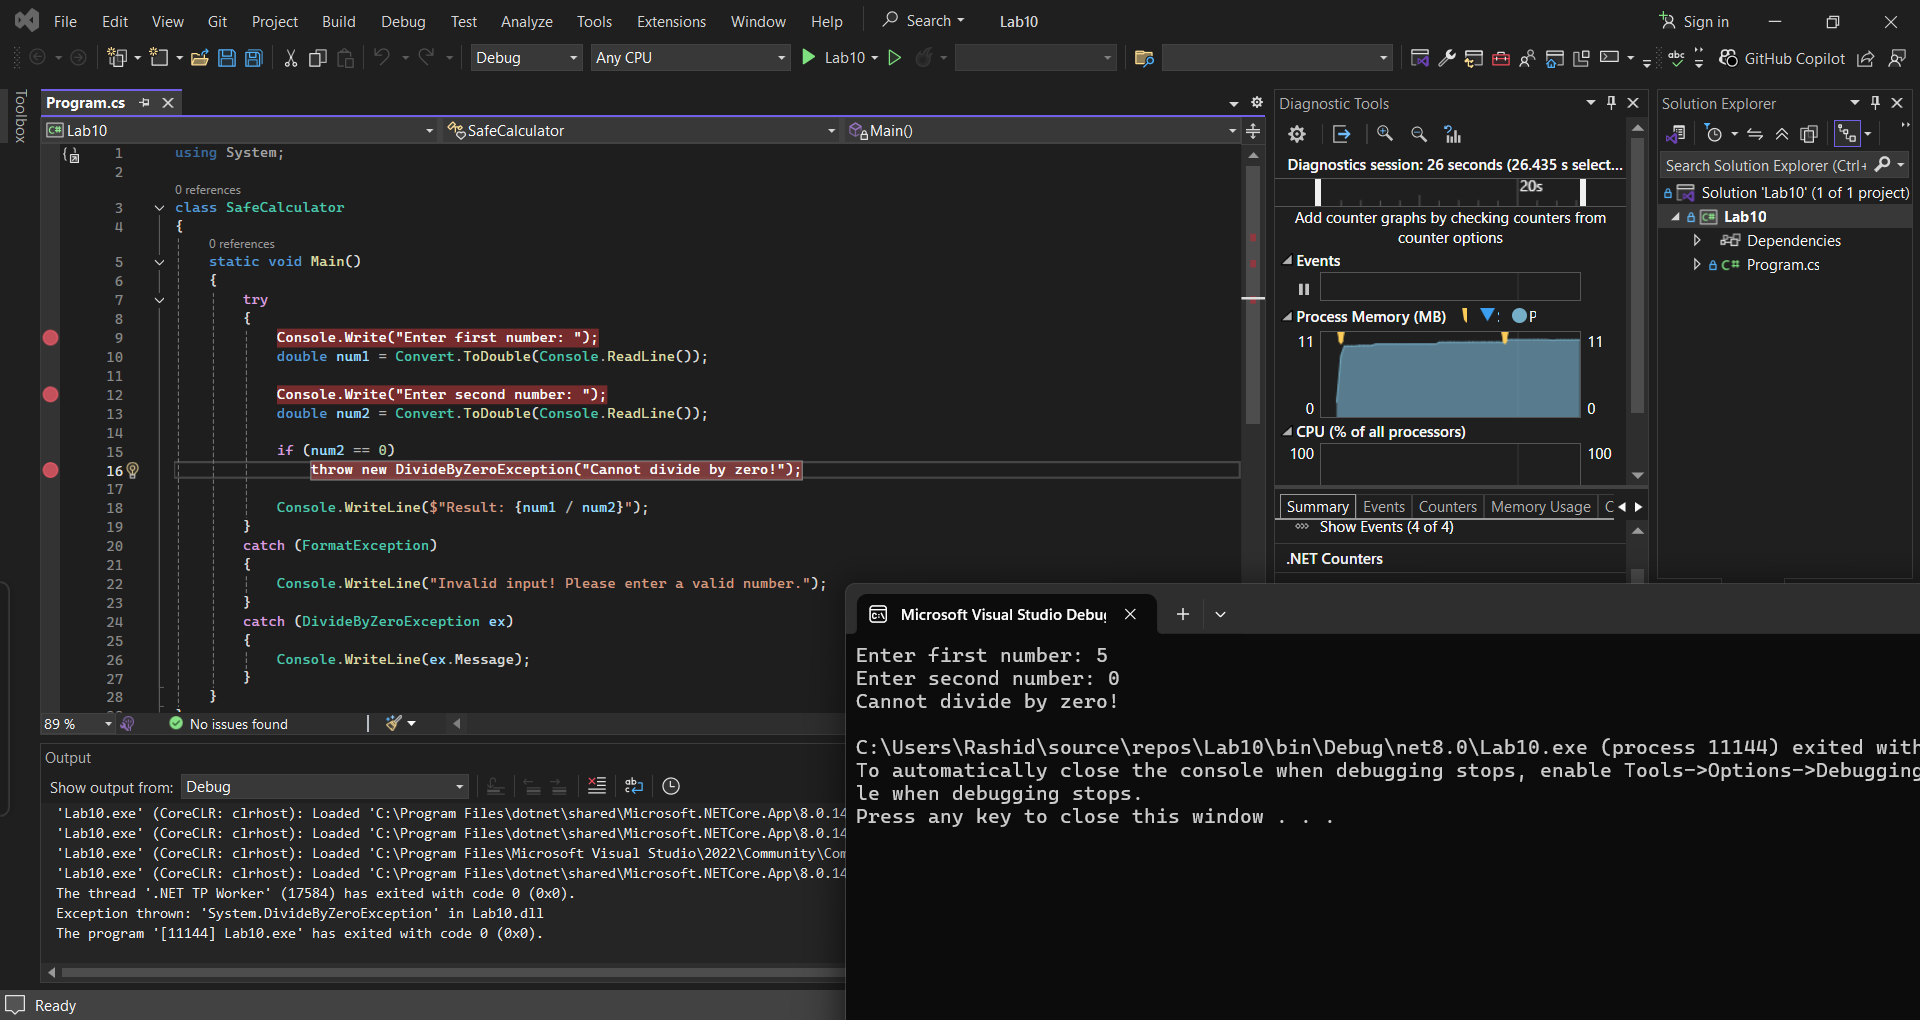 File Edit View Git Project Build Debug Test Analyze Tools Extensions Window Help Search Lab10 Sign in
Debug Any CPU Lab10 GitHub Copilot
Toolbox
Program.cs
Lab10 SafeCalculator Main()
1 using System;
2
0 references
3 class SafeCalculator
4 {
0 references
5 static void Main()
6 {
7 try
8 {
9 Console.Write("Enter first number: ");
10 double num1 = Convert.ToDouble(Console.ReadLine());
11
12 Console.Write("Enter second number: ");
13 double num2 = Convert.ToDouble(Console.ReadLine());
14
15 if (num2 == 0)
16 throw new DivideByZeroException("Cannot divide by zero!");
17
18 Console.WriteLine($"Result: {num1 / num2}");
19 }
20 catch (FormatException)
21 {
22 Console.WriteLine("Invalid input! Please enter a valid number.");
23 }
24 catch (DivideByZeroException ex)
25 {
26 Console.WriteLine(ex.Message);
27 }
28 }
89 % No issues found
Output
Show output from: Debug
'Lab10.exe' (CoreCLR: clrhost): Loaded 'C:\Program Files\dotnet\shared\Microsoft.NETCore.App\8.0.14
'Lab10.exe' (CoreCLR: clrhost): Loaded 'C:\Program Files\dotnet\shared\Microsoft.NETCore.App\8.0.14
'Lab10.exe' (CoreCLR: clrhost): Loaded 'C:\Program Files\Microsoft Visual Studio\2022\Community\Com
'Lab10.exe' (CoreCLR: clrhost): Loaded 'C:\Program Files\dotnet\shared\Microsoft.NETCore.App\8.0.14
The thread '.NET TP Worker' (17584) has exited with code 0 (0x0).
Exception thrown: 'System.DivideByZeroException' in Lab10.dll
The program '[11144] Lab10.exe' has exited with code 0 (0x0).
Ready
Diagnostic Tools
Diagnostics session: 26 seconds (26.435 s select...
20s
Add counter graphs by checking counters from
counter options
Events
Process Memory (MB) P
11 11
0 0
CPU (% of all processors)
100 100
Summary Events Counters Memory Usage C
Show Events (4 of 4)
.NET Counters
Solution Explorer
Search Solution Explorer (Ctrl+
Solution 'Lab10' (1 of 1 project)
Lab10
Dependencies
C# Program.cs
Microsoft Visual Studio Debug
Enter first number: 5
Enter second number: 0
Cannot divide by zero!
C:\Users\Rashid\source\repos\Lab10\bin\Debug\net8.0\Lab10.exe (process 11144) exited with
To automatically close the console when debugging stops, enable Tools->Options->Debugging
le when debugging stops.
Press any key to close this window . . .